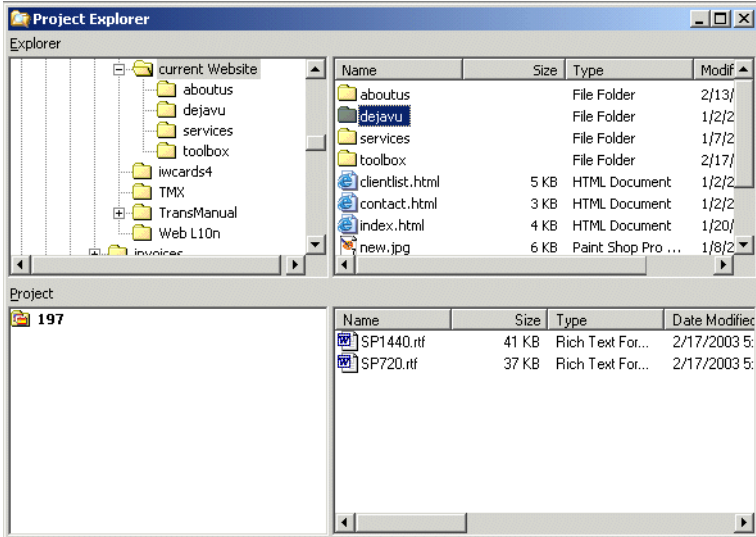 Project Explorer
Explorer
current Website
aboutus
dejavu
services
toolbox
iwcards4
TMX
TransManual
Web L10n
invoices
Name Size Type Modif
aboutus File Folder 2/13/
dejavu File Folder 1/2/2
services File Folder 1/7/2
toolbox File Folder 2/17/
clientlist.html 5 KB HTML Document 1/2/2
contact.html 3 KB HTML Document 1/2/2
index.html 4 KB HTML Document 1/20/
new.jpg 6 KB Paint Shop Pro ... 1/8/2
Project
197
Name Size Type Date Modified
SP1440.rtf 41 KB Rich Text For... 2/17/2003 5:
SP720.rtf 37 KB Rich Text For... 2/17/2003 5: